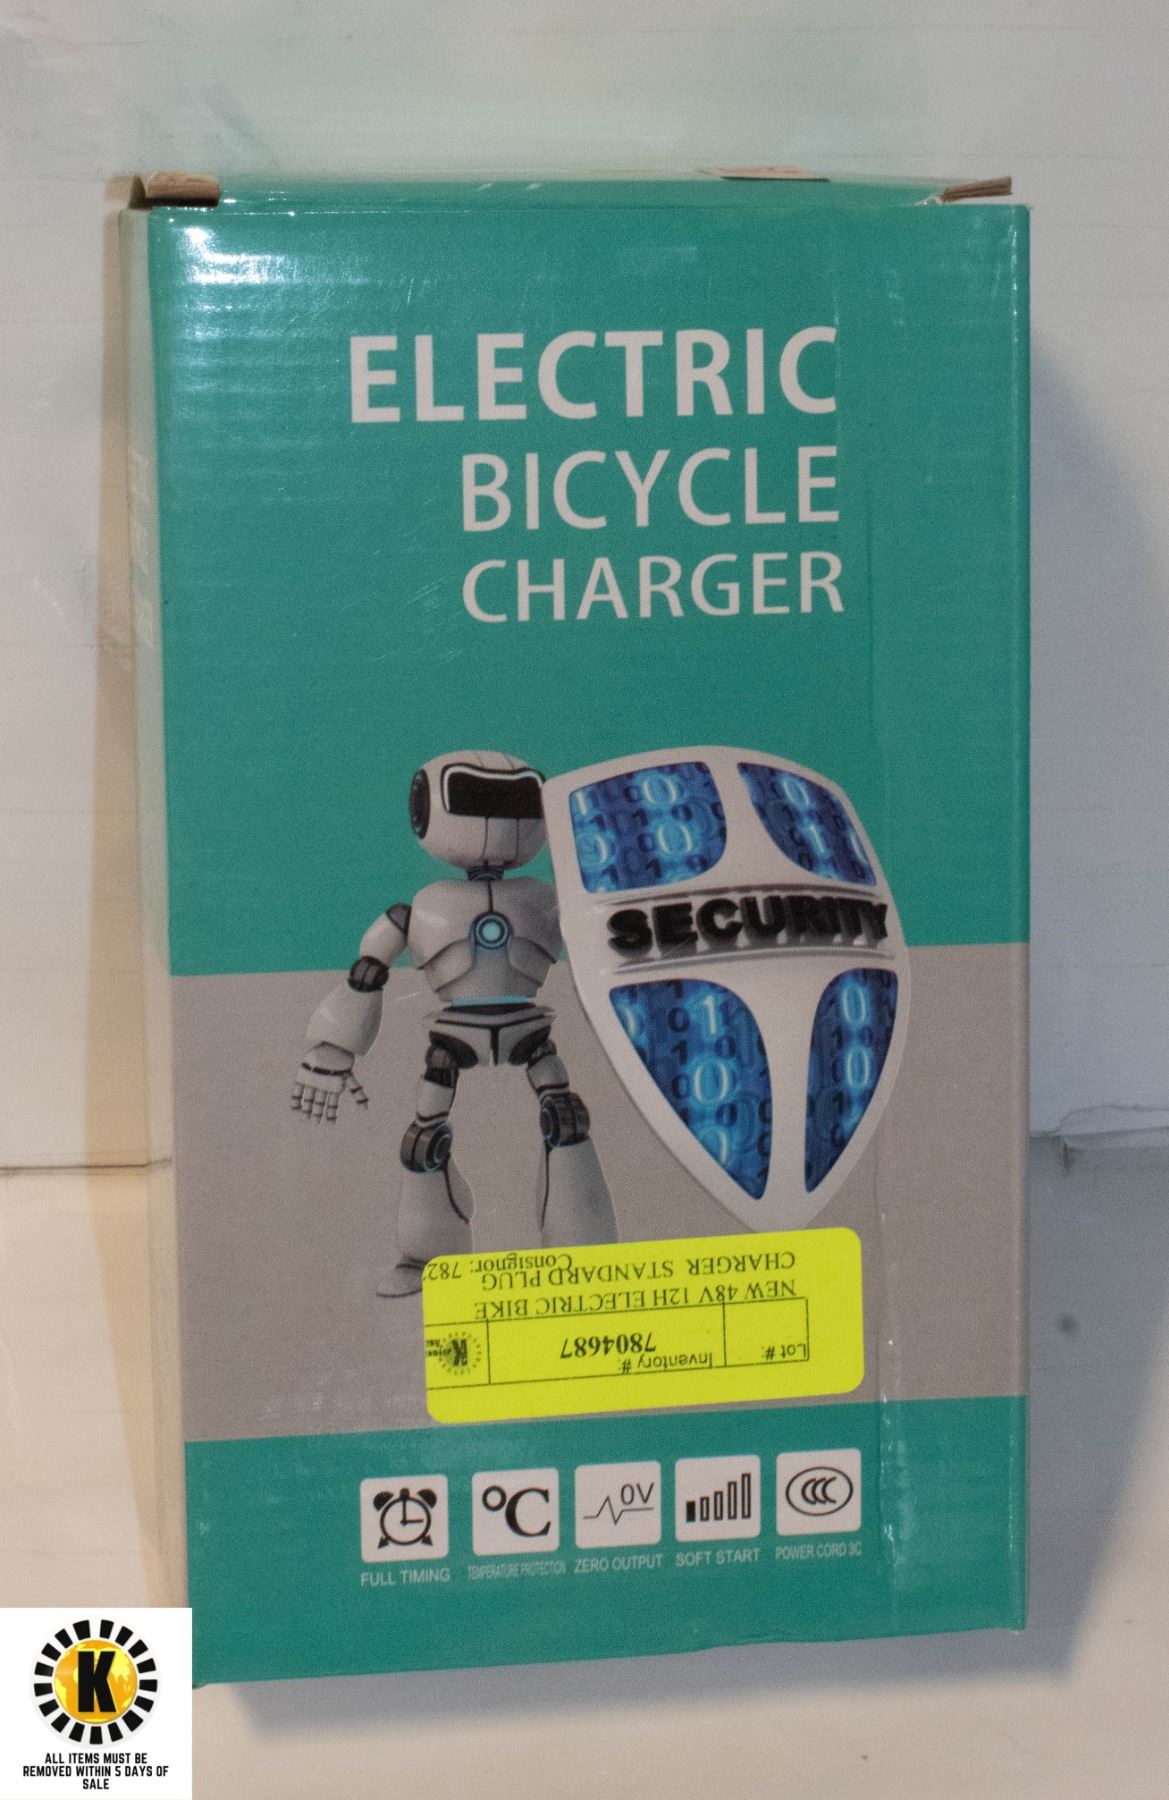 ELECTRIC
BICYCLE
CHARGER
SECURITY
Lot #:
Inventory #:
7804687
K
NEW 48V 12H ELECTRIC BIKE
CHARGER STANDARD PLUG
Consignor: 782
°C
0V
FULL TIMING
TEMPERATURE PROTECTION
ZERO OUTPUT
SOFT START
POWER CORD 3C
K
ALL ITEMS MUST BE
REMOVED WITHIN 5 DAYS OF
SALE